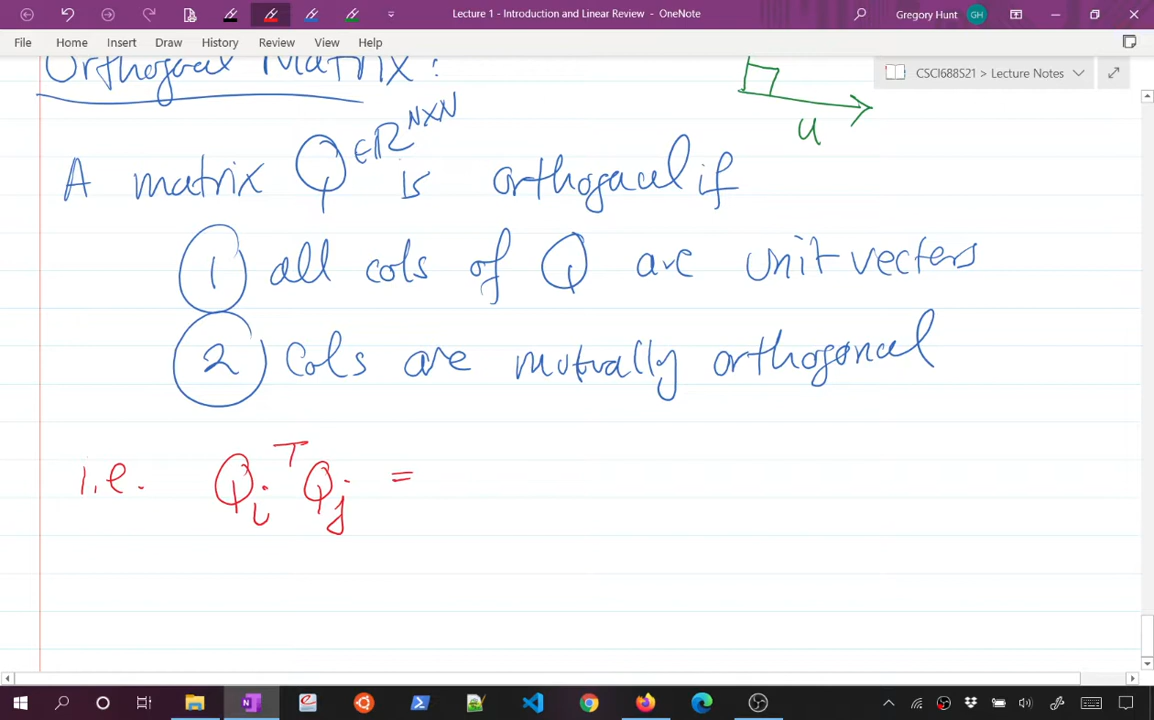 Lecture 1 - Introduction and Linear Review - OneNote
Gregory Hunt GH
File Home Insert Draw History Review View Help
CSCI688S21 > Lecture Notes
Orthogoal Matrix:
u
A matrix Q ∈ ℝ^{N×N} is orthogonal if
1 all cols of Q are unit vectors
2 Cols are mutually orthogonal
i.e. Q_i^T Q_j =